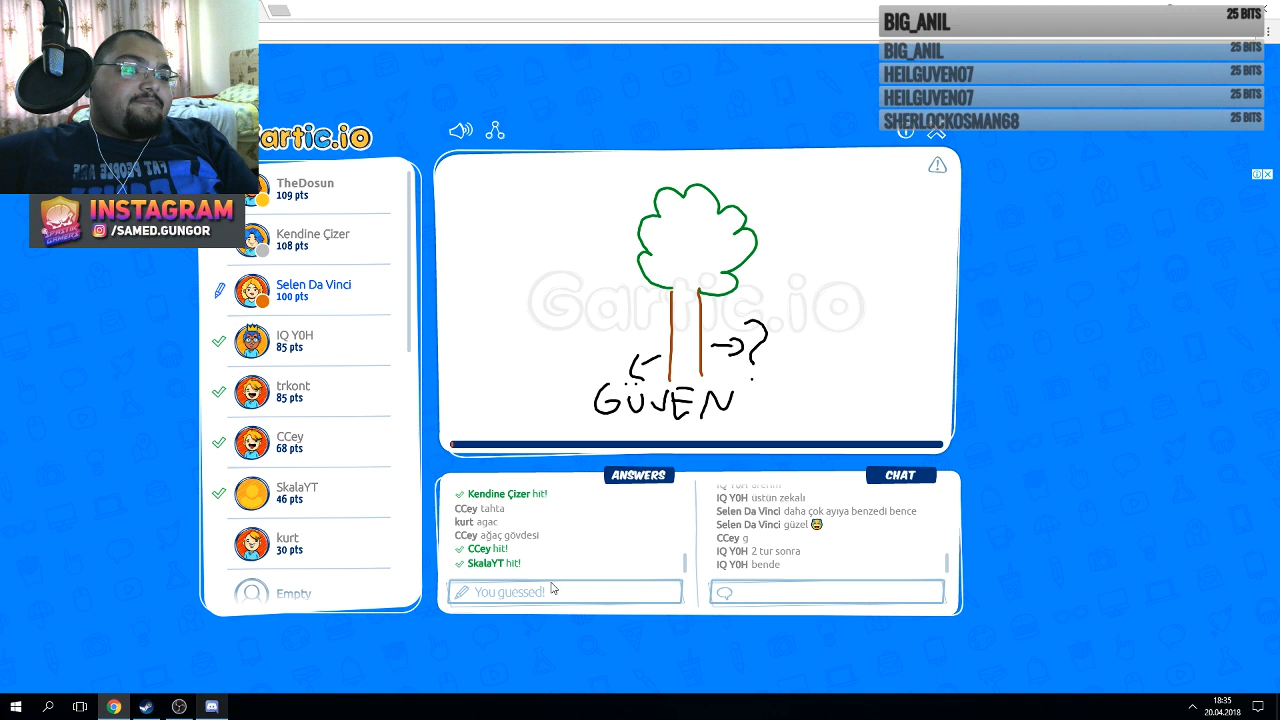 BIG_ANIL 25 BITS
BIG_ANIL 25 BITS
HEILGUVEN07 25 BITS
HEILGUVEN07 25 BITS
SHERLOCKOSMAN68 25 BITS
FAT PEOPLE ARE
INSTAGRAM
/SAMED.GUNGOR
artic.io
TheDosun
109 pts
Kendine Çizer
108 pts
Selen Da Vinci
100 pts
IQ Y0H
85 pts
trkont
85 pts
CCey
68 pts
SkalaYT
46 pts
kurt
30 pts
Empty
Gartic.io
?
GÜVEN
ANSWERS
Kendine Çizer hit!
CCey tahta
kurt agac
CCey ağaç gövdesi
CCey hit!
SkalaYT hit!
You guessed!
CHAT
IQ Y0H üstün zekalı
Selen Da Vinci daha çok ayıya benzedi bence
Selen Da Vinci güzel
CCey g
IQ Y0H 2 tur sonra
IQ Y0H bende
18:35
20.04.2018